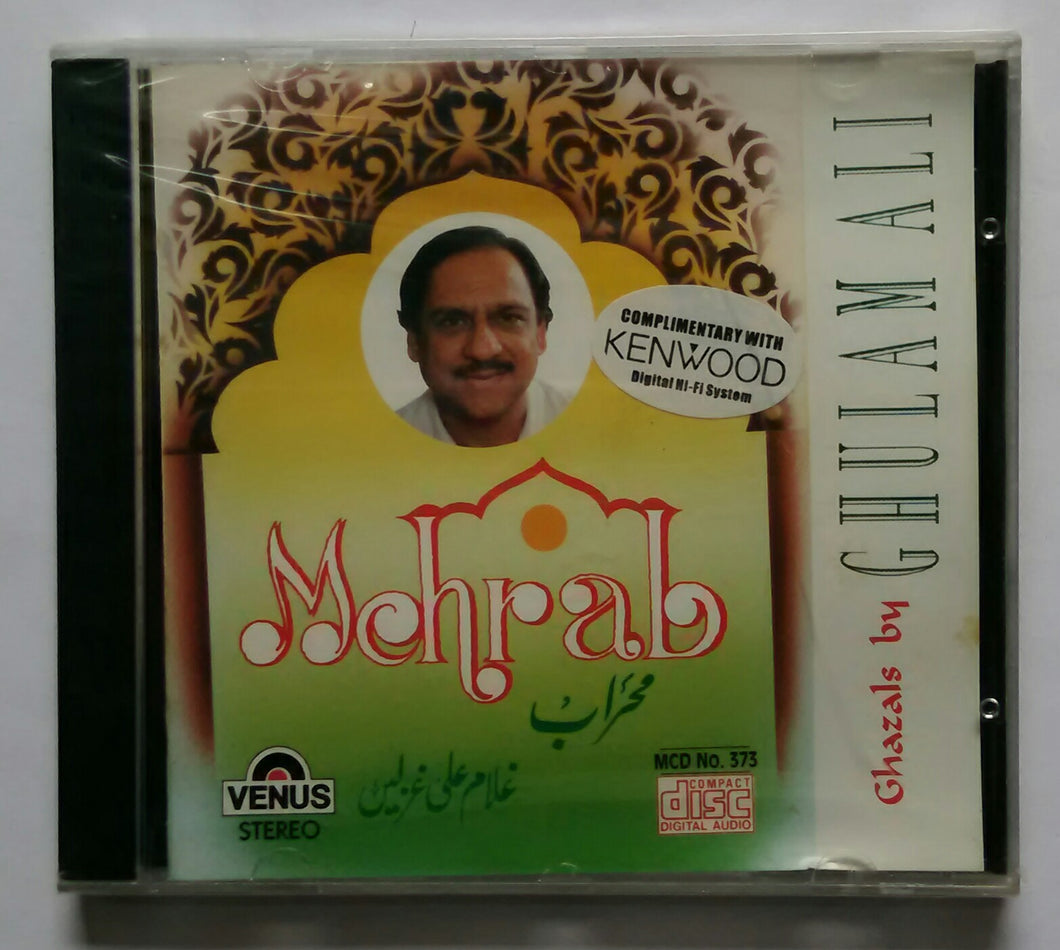 COMPLIMENTARY WITH
KENWOOD
Digital Hi-Fi System
Mehrab
محراب
غلام علی غزلیں
VENUS
STEREO
MCD No. 373
COMPACT
disc
DIGITAL AUDIO
Ghazals by GHULAM ALI